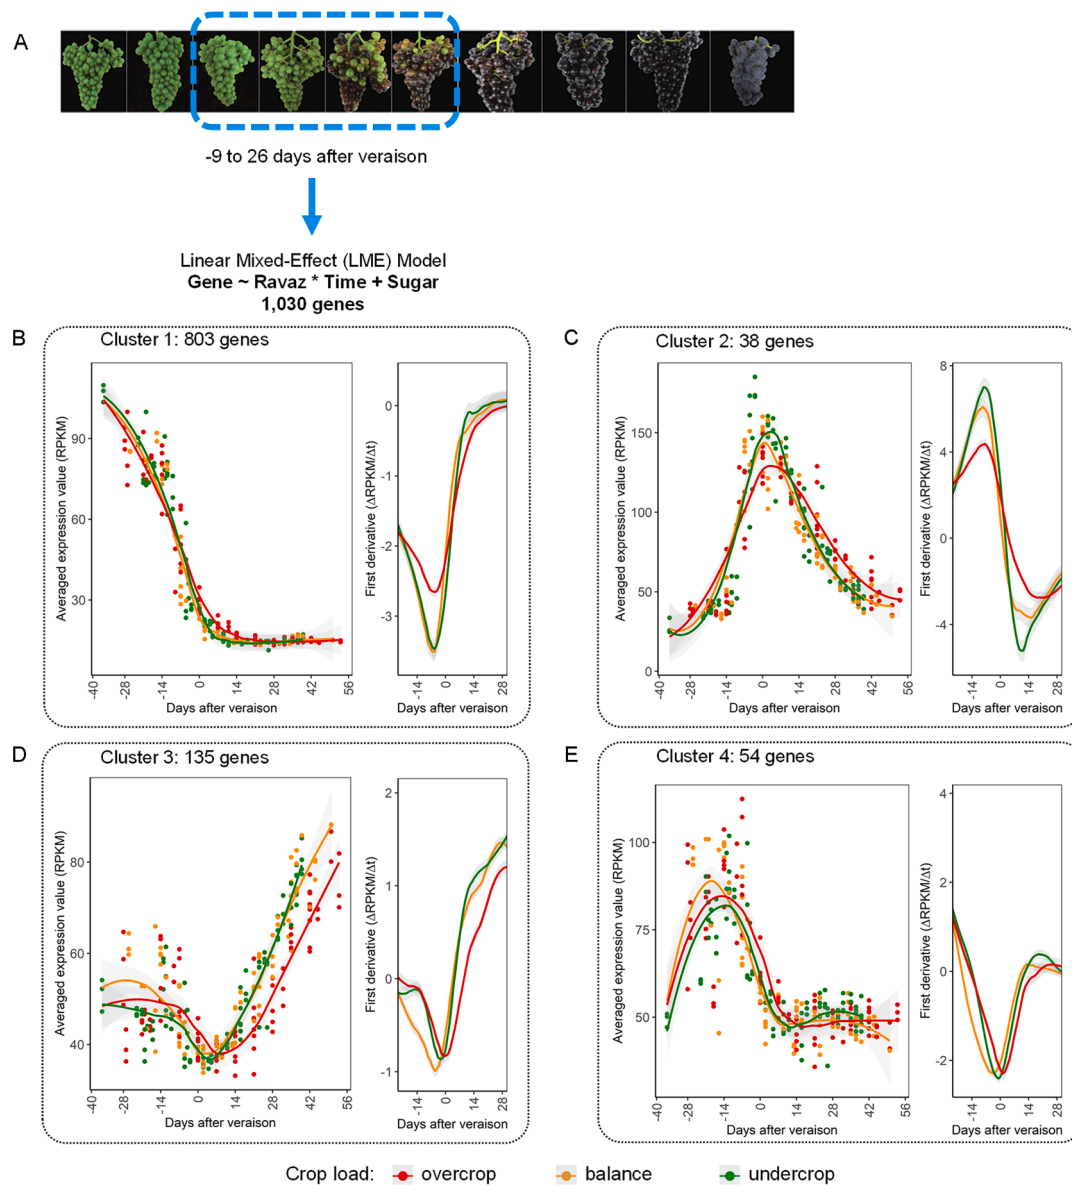 A
-9 to 26 days after veraison
Linear Mixed-Effect (LME) Model
Gene ~ Ravaz * Time + Sugar
1,030 genes
B
Cluster 1: 803 genes
Averaged expression value (RPKM)
90
60
30
-40
-28
-14
0
14
28
42
56
Days after veraison
First derivative (ΔRPKM/Δt)
0
-1
-2
-3
-14
0
14
28
Days after veraison
C
Cluster 2: 38 genes
Averaged expression value (RPKM)
150
100
50
0
-40
-28
-14
0
14
28
42
56
Days after veraison
First derivative (ΔRPKM/Δt)
8
4
0
-4
-14
0
14
28
Days after veraison
D
Cluster 3: 135 genes
Averaged expression value (RPKM)
80
60
40
-40
-28
-14
0
14
28
42
56
Days after veraison
First derivative (ΔRPKM/Δt)
2
1
0
-1
-14
0
14
28
Days after veraison
E
Cluster 4: 54 genes
Averaged expression value (RPKM)
100
75
50
-40
-28
-14
0
14
28
42
56
Days after veraison
First derivative (ΔRPKM/Δt)
4
2
0
-2
-14
0
14
28
Days after veraison
Crop load: overcrop balance undercrop